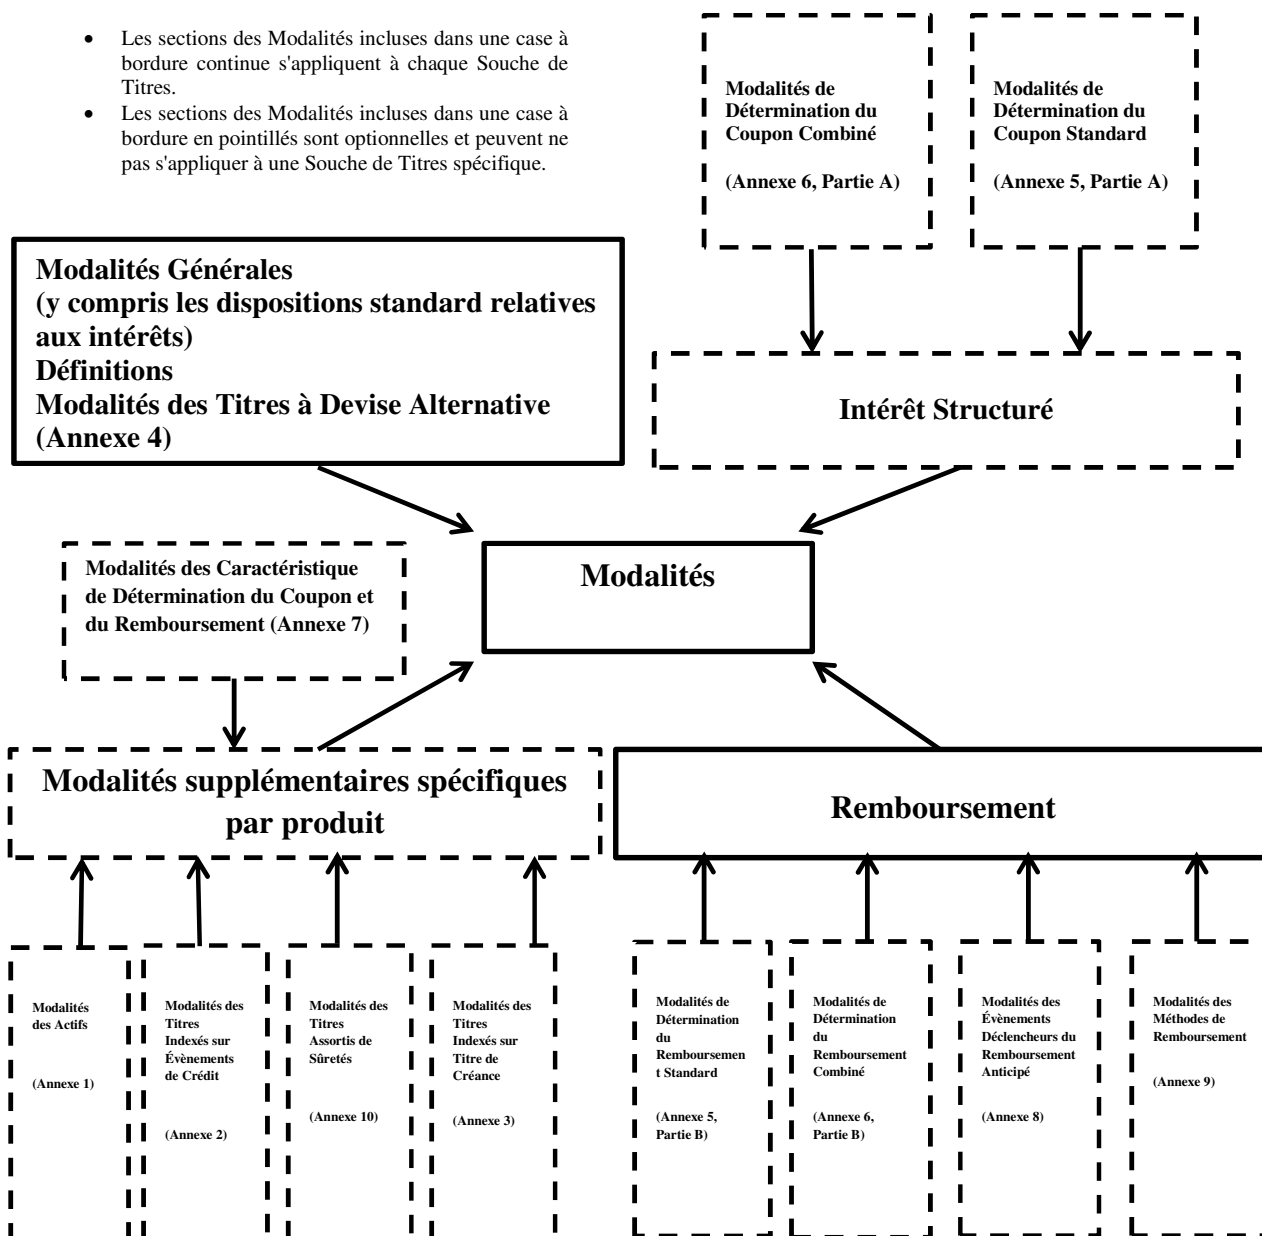 • Les sections des Modalités incluses dans une case à
bordure continue s'appliquent à chaque Souche de
Titres.
• Les sections des Modalités incluses dans une case à
bordure en pointillés sont optionnelles et peuvent ne
pas s'appliquer à une Souche de Titres spécifique.
Modalités de
Détermination du
Coupon Combiné
(Annexe 6, Partie A)
Modalités de
Détermination du
Coupon Standard
(Annexe 5, Partie A)
Modalités Générales
(y compris les dispositions standard relatives
aux intérêts)
Définitions
Modalités des Titres à Devise Alternative
(Annexe 4)
Intérêt Structuré
Modalités des Caractéristique
de Détermination du Coupon et
du Remboursement (Annexe 7)
Modalités
Modalités supplémentaires spécifiques
par produit
Remboursement
Modalités
des Actifs
(Annexe 1)
Modalités des
Titres
Indexés sur
Évènements
de Crédit
(Annexe 2)
Modalités des
Titres
Assortis de
Sûretés
(Annexe 10)
Modalités des
Titres
Indexés sur
Titre de
Créance
(Annexe 3)
Modalités de
Détermination
du
Remboursemen
t Standard
(Annexe 5,
Partie B)
Modalités de
Détermination
du
Remboursement
Combiné
(Annexe 6,
Partie B)
Modalités des
Évènements
Déclencheurs du
Remboursement
Anticipé
(Annexe 8)
Modalités des
Méthodes de
Remboursement
(Annexe 9)